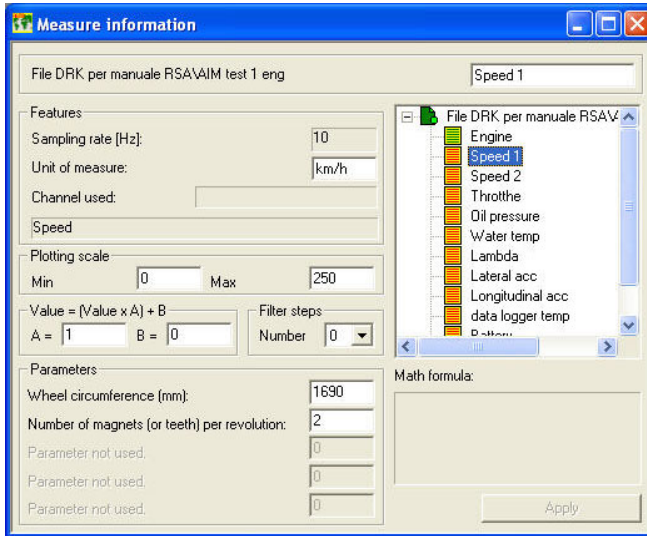 Measure information
File DRK per manuale RSA\AIM test 1 eng
Speed 1
Features
Sampling rate [Hz]:
10
Unit of measure:
km/h
Channel used:
Speed
Plotting scale
Min
0
Max
250
Value = (Value x A) + B
A =
1
B =
0
Filter steps
Number
0
Parameters
Wheel circumference (mm):
1690
Number of magnets (or teeth) per revolution:
2
Parameter not used.
0
Parameter not used.
0
Parameter not used.
0
File DRK per manuale RSA\
Engine
Speed 1
Speed 2
Throtthe
Oil pressure
Water temp
Lambda
Lateral acc
Longitudinal acc
data logger temp
Battery
Math formula:
Apply